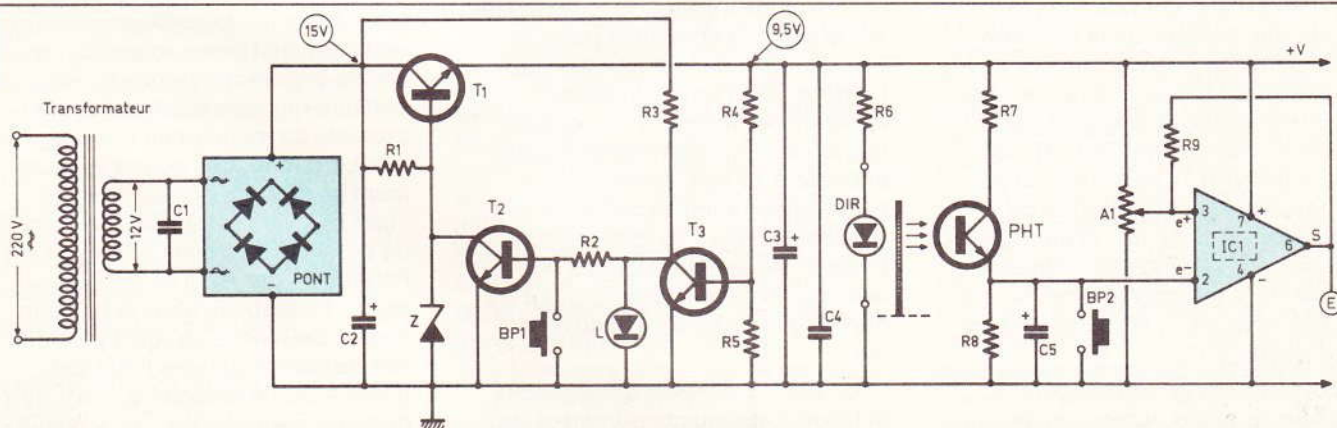 15V
9,5V
+V
Transformateur
T1
R3
R4
R6
R7
R9
220 V ~
12V
C1
~
~
+
-
PONT
R1
C2
+
Z
T2
R2
BP1
L
T3
R5
C3
+
C4
DIR
PHT
A1
e+
3
7
+
IC1
6
S
e-
2
4
-
E
R8
+
C5
BP2